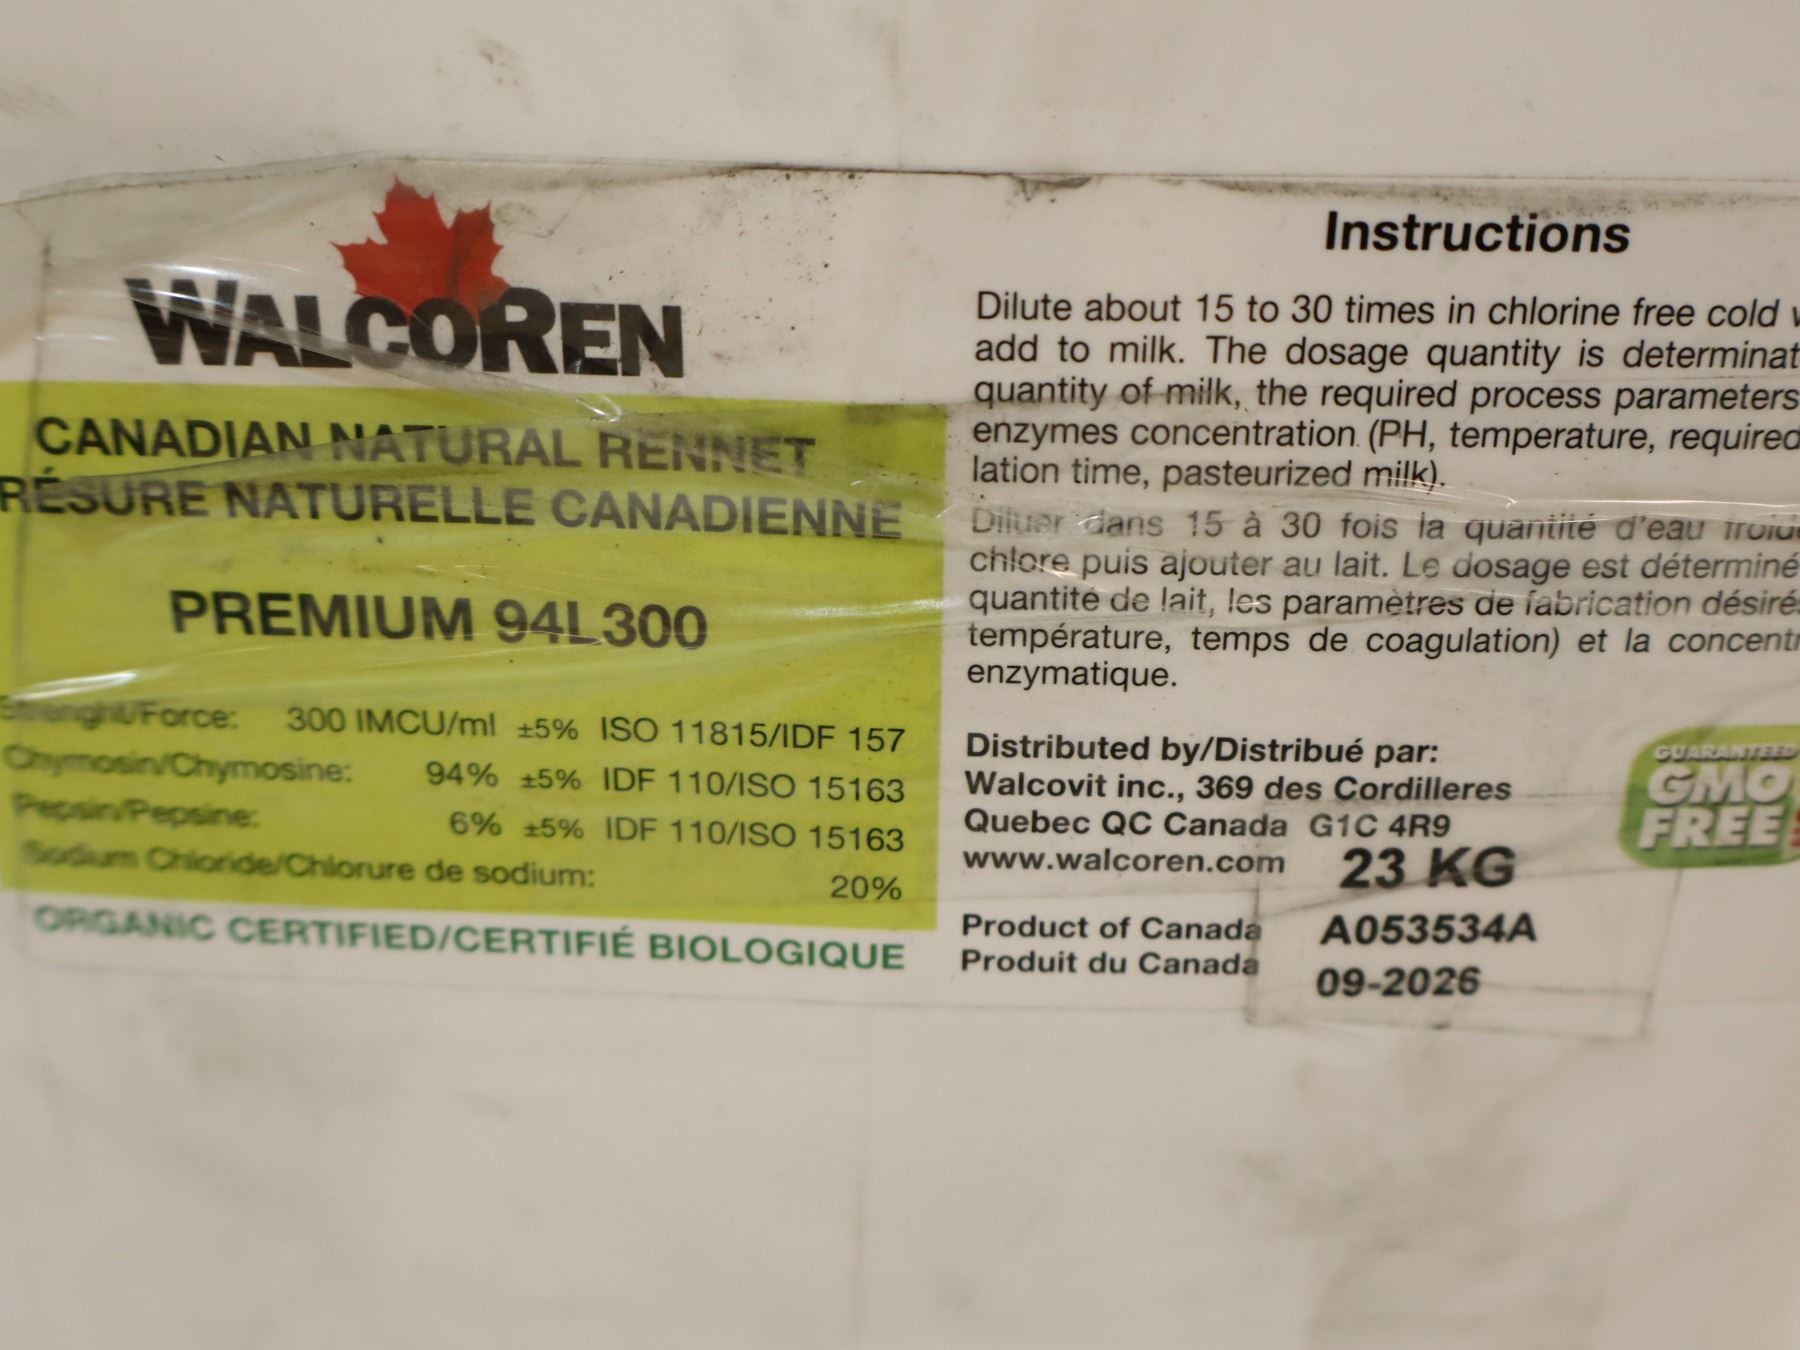 WALCOREN
CANADIAN NATURAL RENNET
RÉSURE NATURELLE CANADIENNE
PREMIUM 94L300
Strenght/Force: 300 IMCU/ml ±5% ISO 11815/IDF 157
Chymosin/Chymosine: 94% ±5% IDF 110/ISO 15163
Pepsin/Pepsine: 6% ±5% IDF 110/ISO 15163
Sodium Chloride/Chlorure de sodium: 20%
ORGANIC CERTIFIED/CERTIFIÉ BIOLOGIQUE
Instructions
Dilute about 15 to 30 times in chlorine free cold
add to milk. The dosage quantity is determinat
quantity of milk, the required process parameters
enzymes concentration (PH, temperature, required
lation time, pasteurized milk).
Diluer dans 15 à 30 fois la quantité d'eau froide
chlore puis ajouter au lait. Le dosage est déterminé
quantité de lait, les paramètres de fabrication désiré
température, temps de coagulation) et la concent
enzymatique.
Distributed by/Distribué par:
Walcovit inc., 369 des Cordilleres
Quebec QC Canada G1C 4R9
www.walcoren.com
Product of Canada
Produit du Canada
23 KG
A053534A
09-2026
GUARANTEED
GMO
FREE